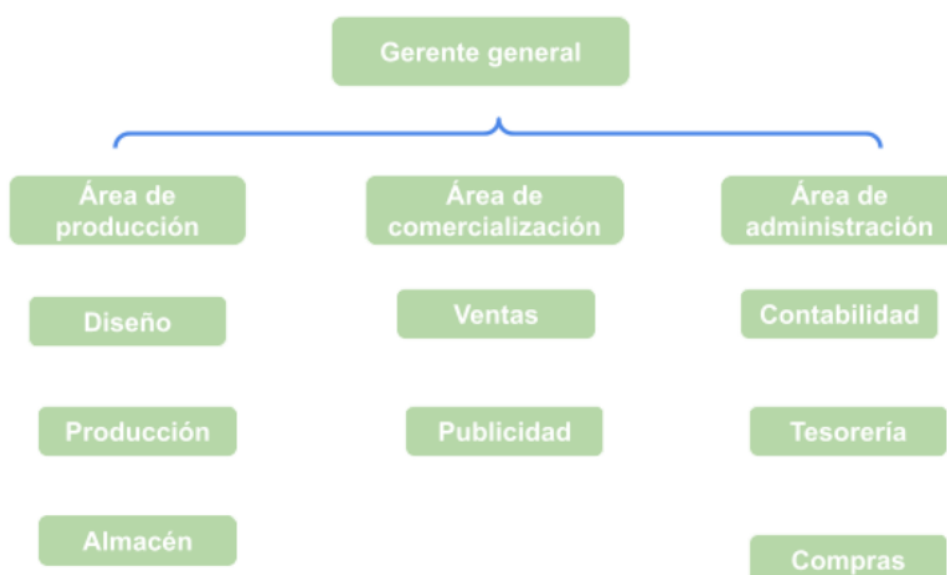 Gerente general
Área de
producción
Área de
comercialización
Área de
administración
Diseño
Ventas
Contabilidad
Producción
Publicidad
Tesorería
Almacén
Compras